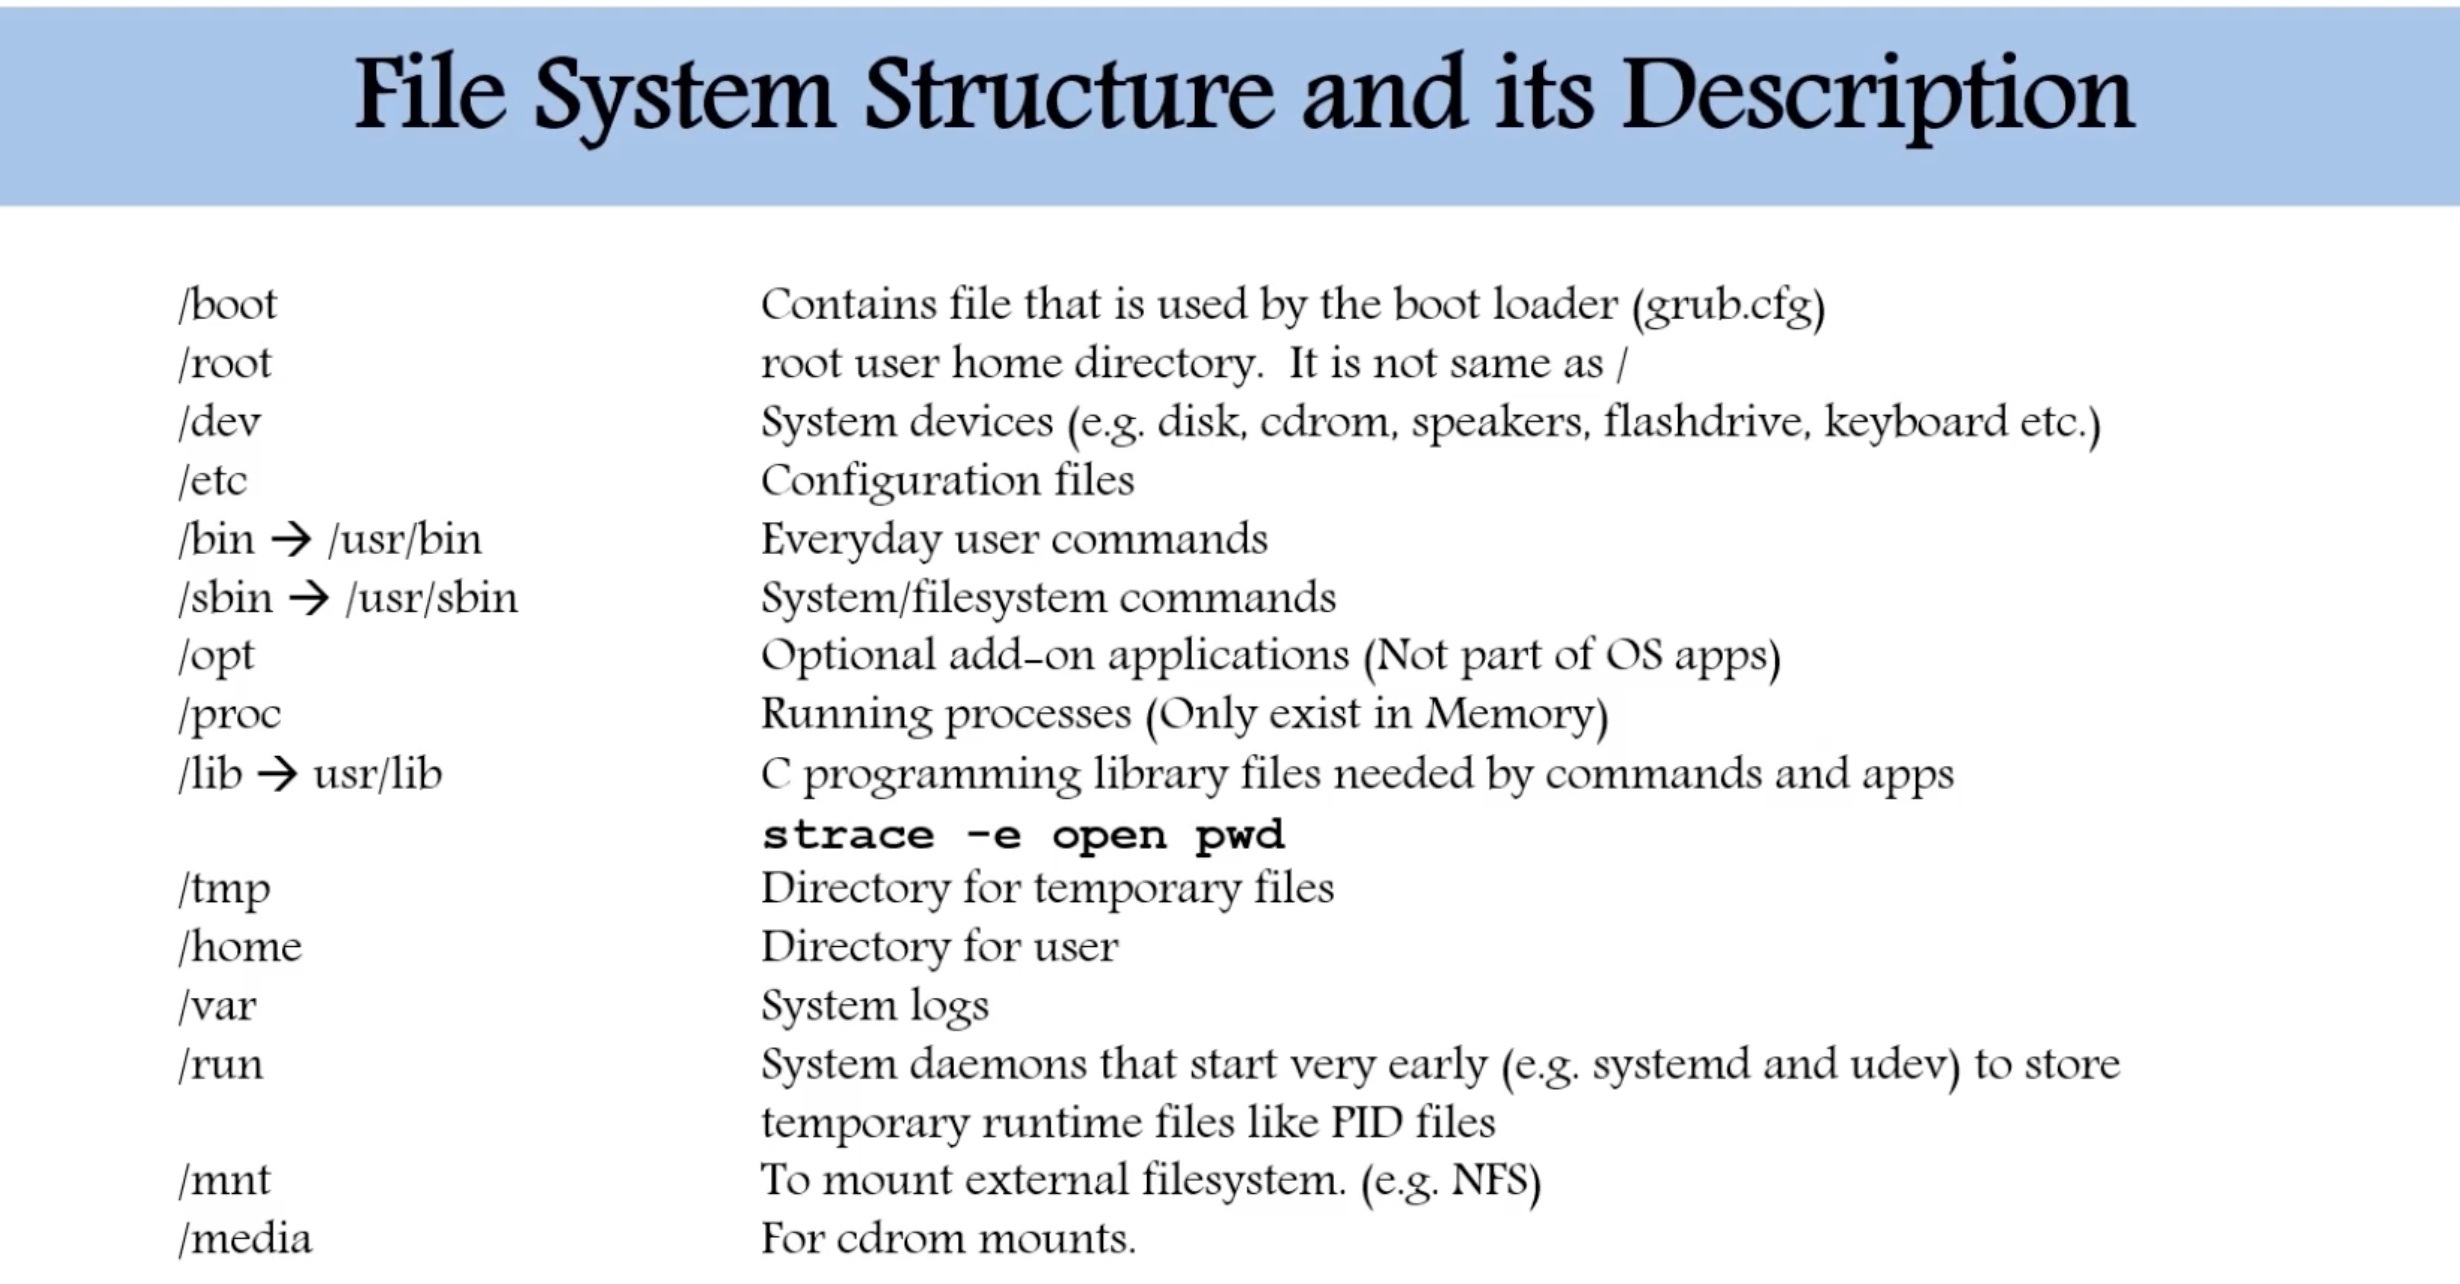 File System Structure and its Description
/boot Contains file that is used by the boot loader (grub.cfg)
/root root user home directory. It is not same as /
/dev System devices (e.g. disk, cdrom, speakers, flashdrive, keyboard etc.)
/etc Configuration files
/bin → /usr/bin Everyday user commands
/sbin → /usr/sbin System/filesystem commands
/opt Optional add-on applications (Not part of OS apps)
/proc Running processes (Only exist in Memory)
/lib → usr/lib C programming library files needed by commands and apps
strace -e open pwd
/tmp Directory for temporary files
/home Directory for user
/var System logs
/run System daemons that start very early (e.g. systemd and udev) to store
temporary runtime files like PID files
/mnt To mount external filesystem. (e.g. NFS)
/media For cdrom mounts.